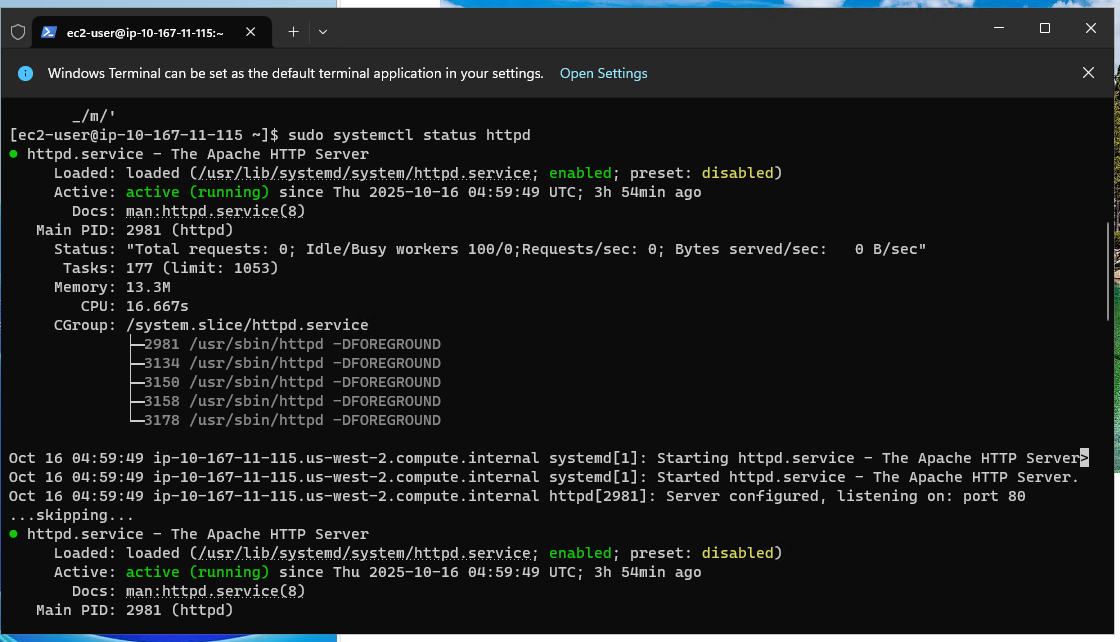 ec2-user@ip-10-167-11-115:~
Windows Terminal can be set as the default terminal application in your settings. Open Settings
_/m/'
[ec2-user@ip-10-167-11-115 ~]$ sudo systemctl status httpd
● httpd.service - The Apache HTTP Server
Loaded: loaded (/usr/lib/systemd/system/httpd.service; enabled; preset: disabled)
Active: active (running) since Thu 2025-10-16 04:59:49 UTC; 3h 54min ago
Docs: man:httpd.service(8)
Main PID: 2981 (httpd)
Status: "Total requests: 0; Idle/Busy workers 100/0;Requests/sec: 0; Bytes served/sec:   0 B/sec"
Tasks: 177 (limit: 1053)
Memory: 13.3M
CPU: 16.667s
CGroup: /system.slice/httpd.service
├─2981 /usr/sbin/httpd -DFOREGROUND
├─3134 /usr/sbin/httpd -DFOREGROUND
├─3150 /usr/sbin/httpd -DFOREGROUND
├─3158 /usr/sbin/httpd -DFOREGROUND
└─3178 /usr/sbin/httpd -DFOREGROUND
Oct 16 04:59:49 ip-10-167-11-115.us-west-2.compute.internal systemd[1]: Starting httpd.service - The Apache HTTP Server>
Oct 16 04:59:49 ip-10-167-11-115.us-west-2.compute.internal systemd[1]: Started httpd.service - The Apache HTTP Server.
Oct 16 04:59:49 ip-10-167-11-115.us-west-2.compute.internal httpd[2981]: Server configured, listening on: port 80
...skipping...
● httpd.service - The Apache HTTP Server
Loaded: loaded (/usr/lib/systemd/system/httpd.service; enabled; preset: disabled)
Active: active (running) since Thu 2025-10-16 04:59:49 UTC; 3h 54min ago
Docs: man:httpd.service(8)
Main PID: 2981 (httpd)